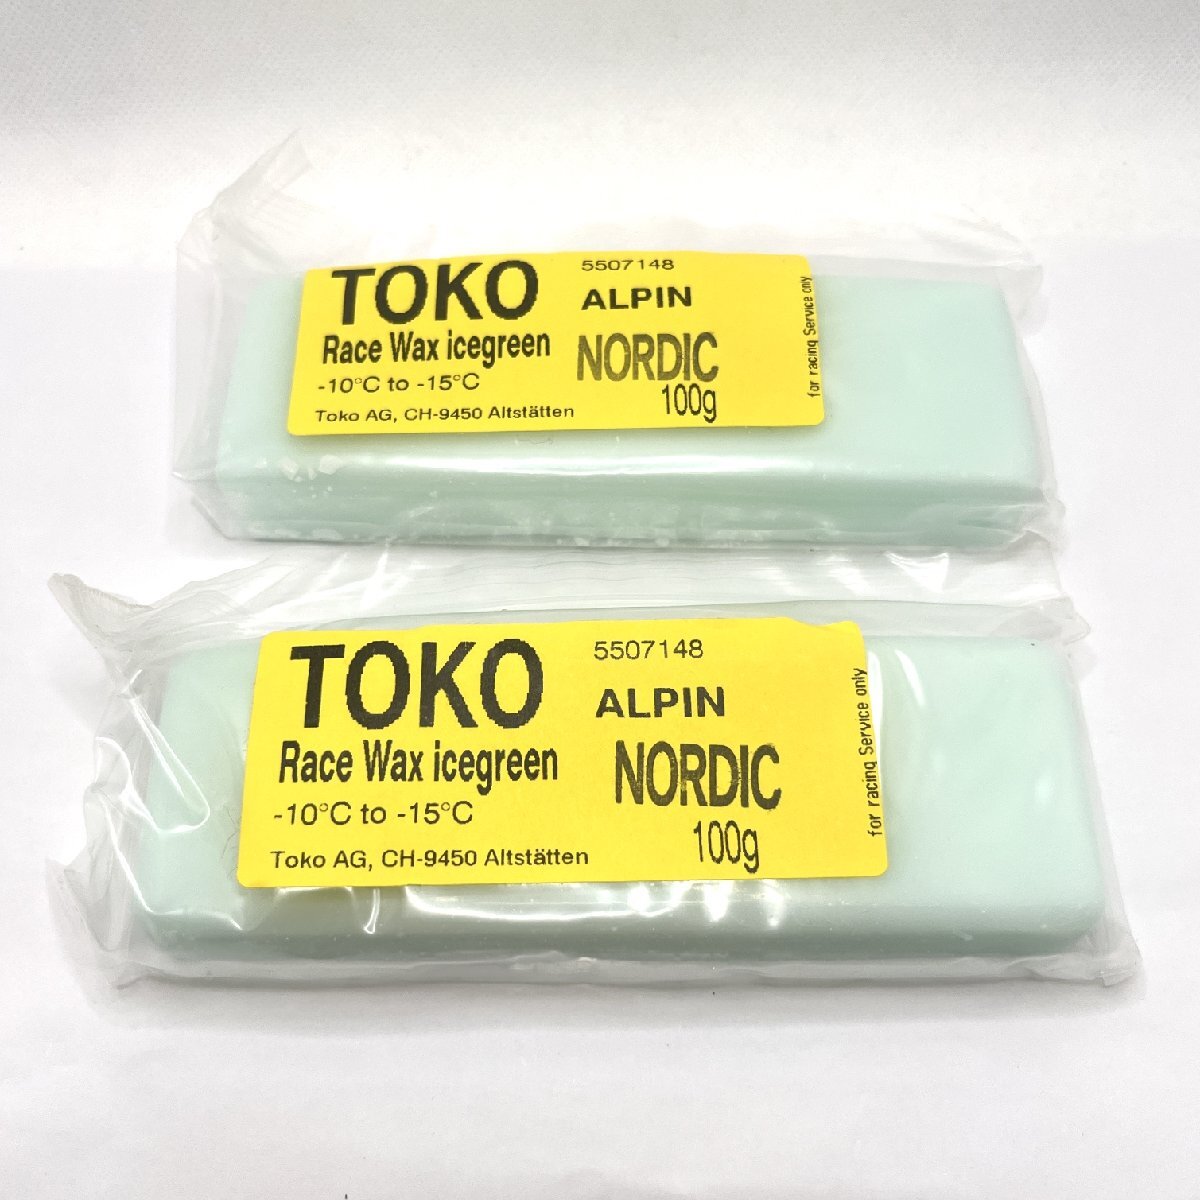 TOKO
Race Wax icegreen
-10°C to -15°C
Toko AG, CH-9450 Altstätten
5507148
ALPIN
NORDIC
100g
for racing Service only
TOKO
Race Wax icegreen
-10°C to -15°C
Toko AG, CH-9450 Altstätten
5507148
ALPIN
NORDIC
100g
for racing Service only